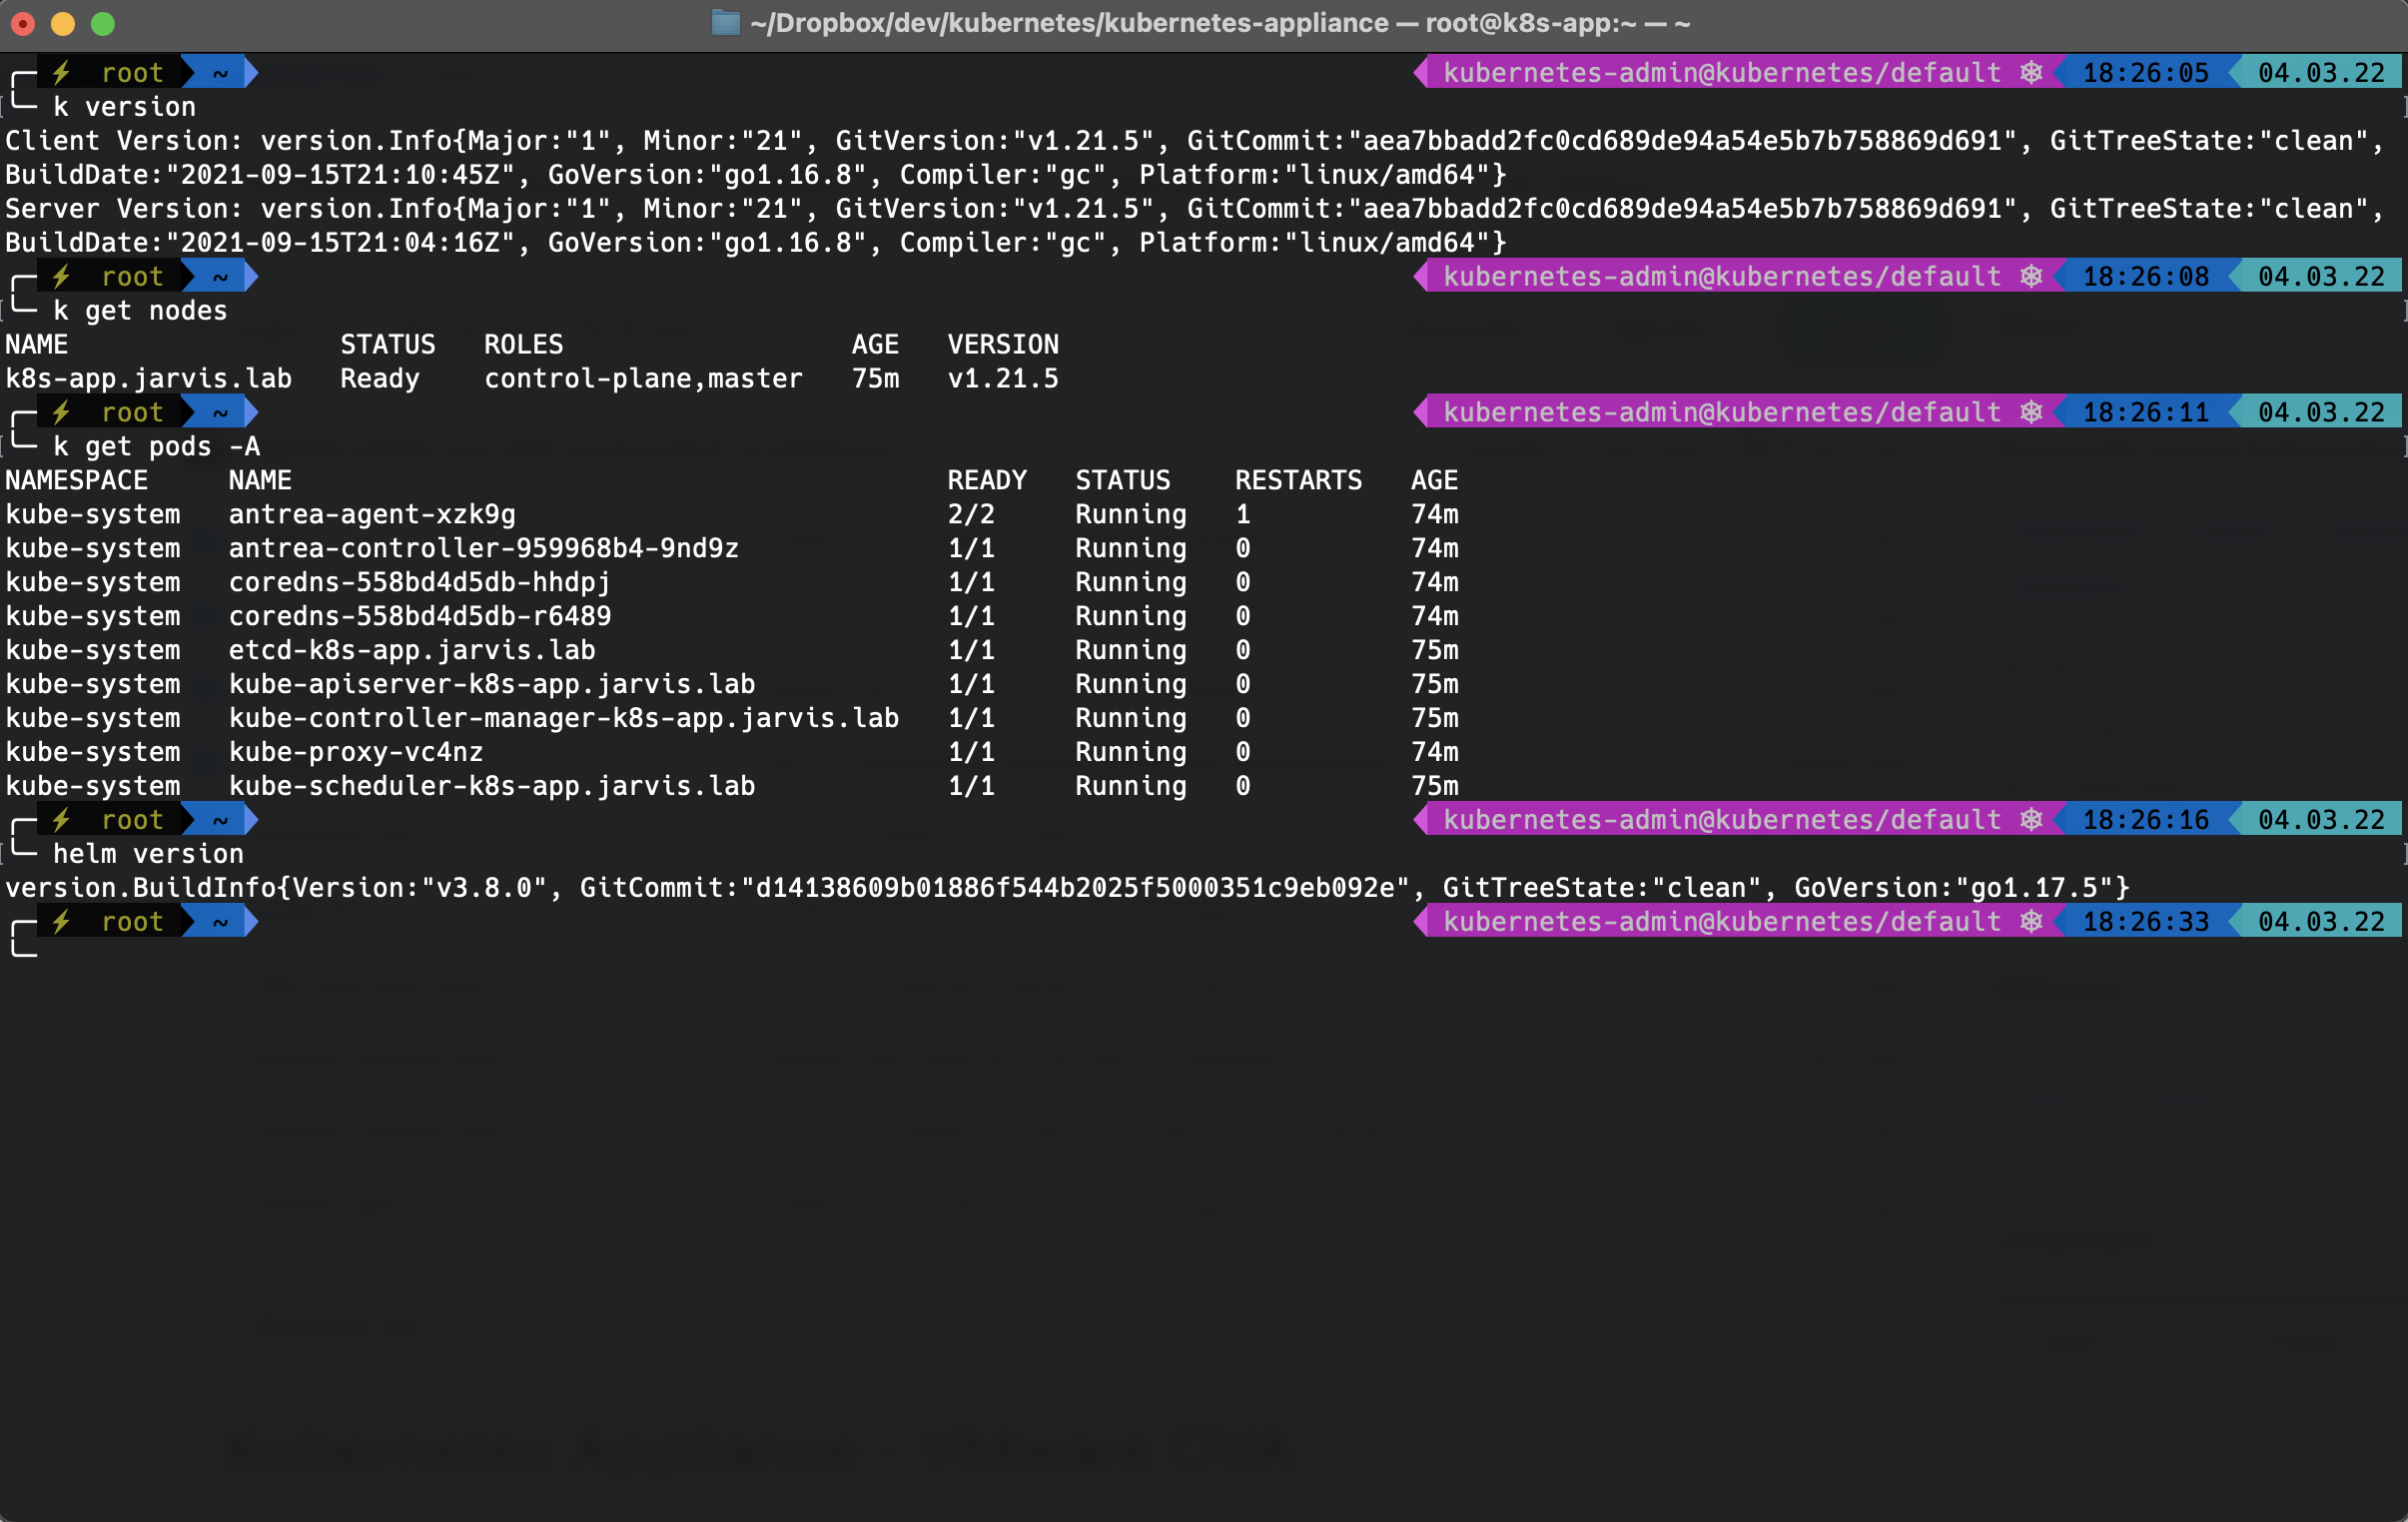 ~/Dropbox/dev/kubernetes/kubernetes-appliance — root@k8s-app:~ — ~
⚡ root ~ kubernetes-admin@kubernetes/default ☸ 18:26:05 04.03.22
k version
Client Version: version.Info{Major:"1", Minor:"21", GitVersion:"v1.21.5", GitCommit:"aea7bbadd2fc0cd689de94a54e5b7b758869d691", GitTreeState:"clean",
BuildDate:"2021-09-15T21:10:45Z", GoVersion:"go1.16.8", Compiler:"gc", Platform:"linux/amd64"}
Server Version: version.Info{Major:"1", Minor:"21", GitVersion:"v1.21.5", GitCommit:"aea7bbadd2fc0cd689de94a54e5b7b758869d691", GitTreeState:"clean",
BuildDate:"2021-09-15T21:04:16Z", GoVersion:"go1.16.8", Compiler:"gc", Platform:"linux/amd64"}
⚡ root ~ kubernetes-admin@kubernetes/default ☸ 18:26:08 04.03.22
k get nodes
NAME STATUS ROLES AGE VERSION
k8s-app.jarvis.lab Ready control-plane,master 75m v1.21.5
⚡ root ~ kubernetes-admin@kubernetes/default ☸ 18:26:11 04.03.22
k get pods -A
NAMESPACE NAME READY STATUS RESTARTS AGE
kube-system antrea-agent-xzk9g 2/2 Running 1 74m
kube-system antrea-controller-959968b4-9nd9z 1/1 Running 0 74m
kube-system coredns-558bd4d5db-hhdpj 1/1 Running 0 74m
kube-system coredns-558bd4d5db-r6489 1/1 Running 0 74m
kube-system etcd-k8s-app.jarvis.lab 1/1 Running 0 75m
kube-system kube-apiserver-k8s-app.jarvis.lab 1/1 Running 0 75m
kube-system kube-controller-manager-k8s-app.jarvis.lab 1/1 Running 0 75m
kube-system kube-proxy-vc4nz 1/1 Running 0 74m
kube-system kube-scheduler-k8s-app.jarvis.lab 1/1 Running 0 75m
⚡ root ~ kubernetes-admin@kubernetes/default ☸ 18:26:16 04.03.22
helm version
version.BuildInfo{Version:"v3.8.0", GitCommit:"d14138609b01886f544b2025f5000351c9eb092e", GitTreeState:"clean", GoVersion:"go1.17.5"}
⚡ root ~ kubernetes-admin@kubernetes/default ☸ 18:26:33 04.03.22
Kubernetes Appliance - VMware OVA